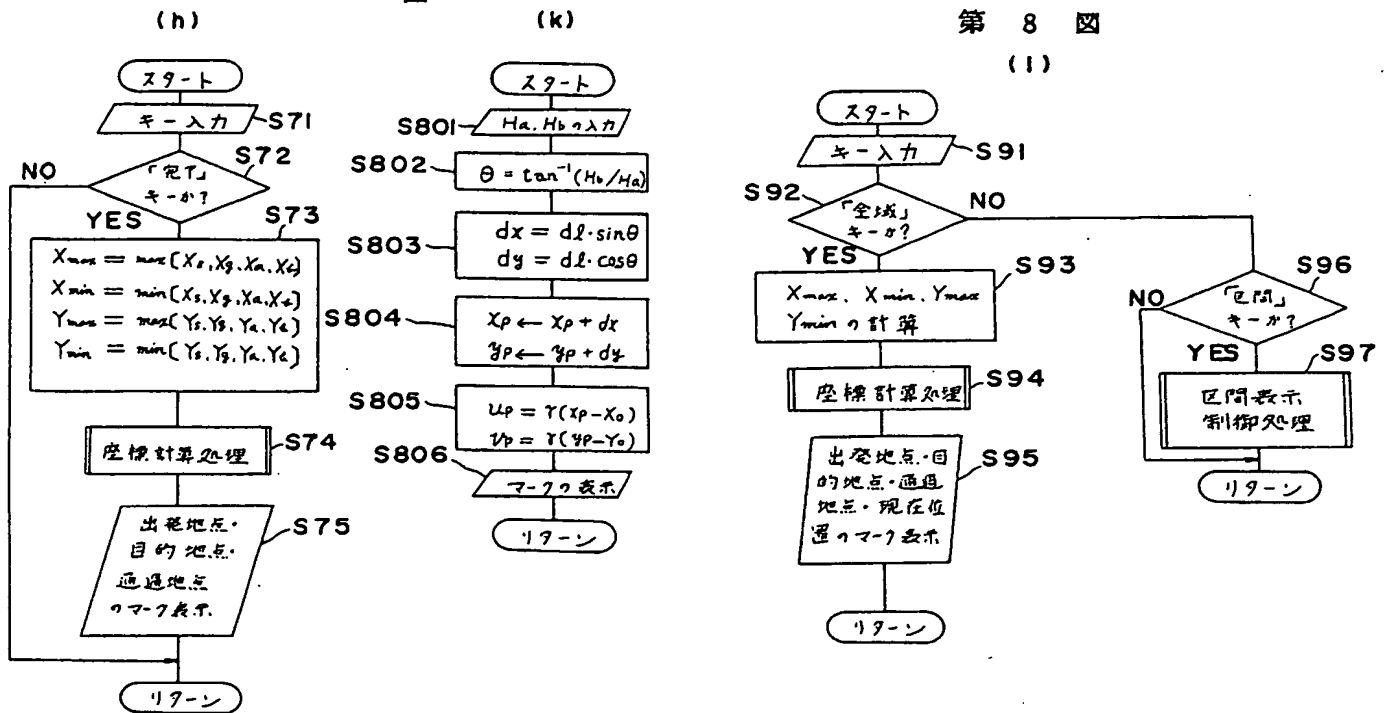 (h)
スタート
キー入力
S71
S72
「完了」
キーか?
NO
YES
S73
Xmax = max(Xs, Xg, Xa, Xt)
Xmin = min(Xs, Xg, Xa, Xt)
Ymax = max(Ys, Yg, Ya, Yt)
Ymin = min(Ys, Yg, Ya, Yt)
座標計算処理
S74
出発地点・
目的地点・
通過地点
のマーク表示
S75
リターン
(k)
スタート
S801
Ha, Hbの入力
S802
θ = tan⁻¹(Hb/Ha)
S803
dx = dl・sinθ
dy = dl・cosθ
S804
xp ← xp + dx
yp ← yp + dy
S805
up = r(xp-X₀)
vp = r(yp-Y₀)
S806
マークの表示
リターン
第 8 図
(l)
スタート
キー入力
S91
S92
「全域」
キーか?
NO
YES
S93
Xmax、Xmin、Ymax
Yminの計算
座標計算処理
S94
出発地点・目
的地点・通過
地点・現在位
置のマーク表示
S95
リターン
S96
「区間」
キーか?
NO
YES
S97
区間表示
制御処理
リターン